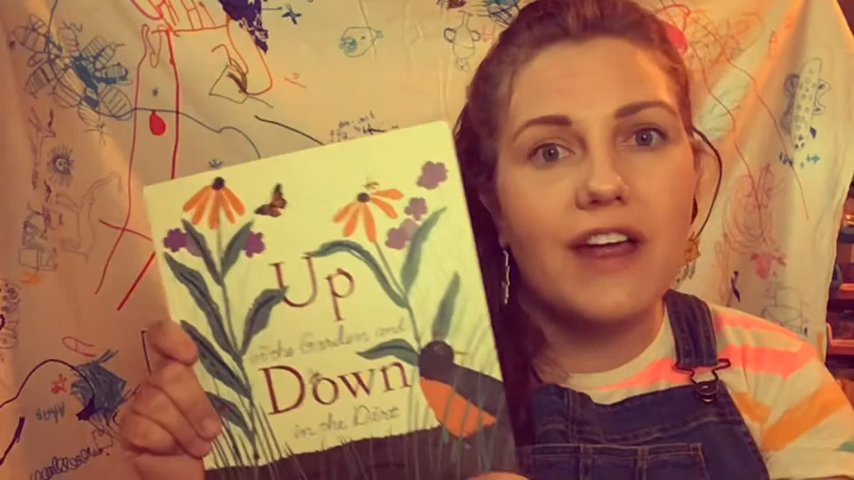 Up
in the Garden and
Down
in the Dirt